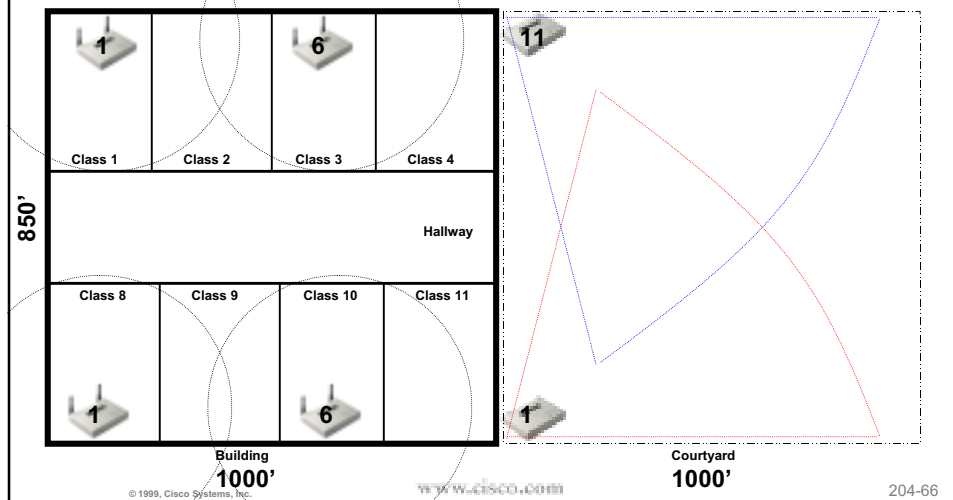 1
6
11
Class 1
Class 2
Class 3
Class 4
850’
Hallway
Class 8
Class 9
Class 10
Class 11
1
6
1
Building
1000’
Courtyard
1000’
© 1999, Cisco Systems, Inc.
www.cisco.com
204-66